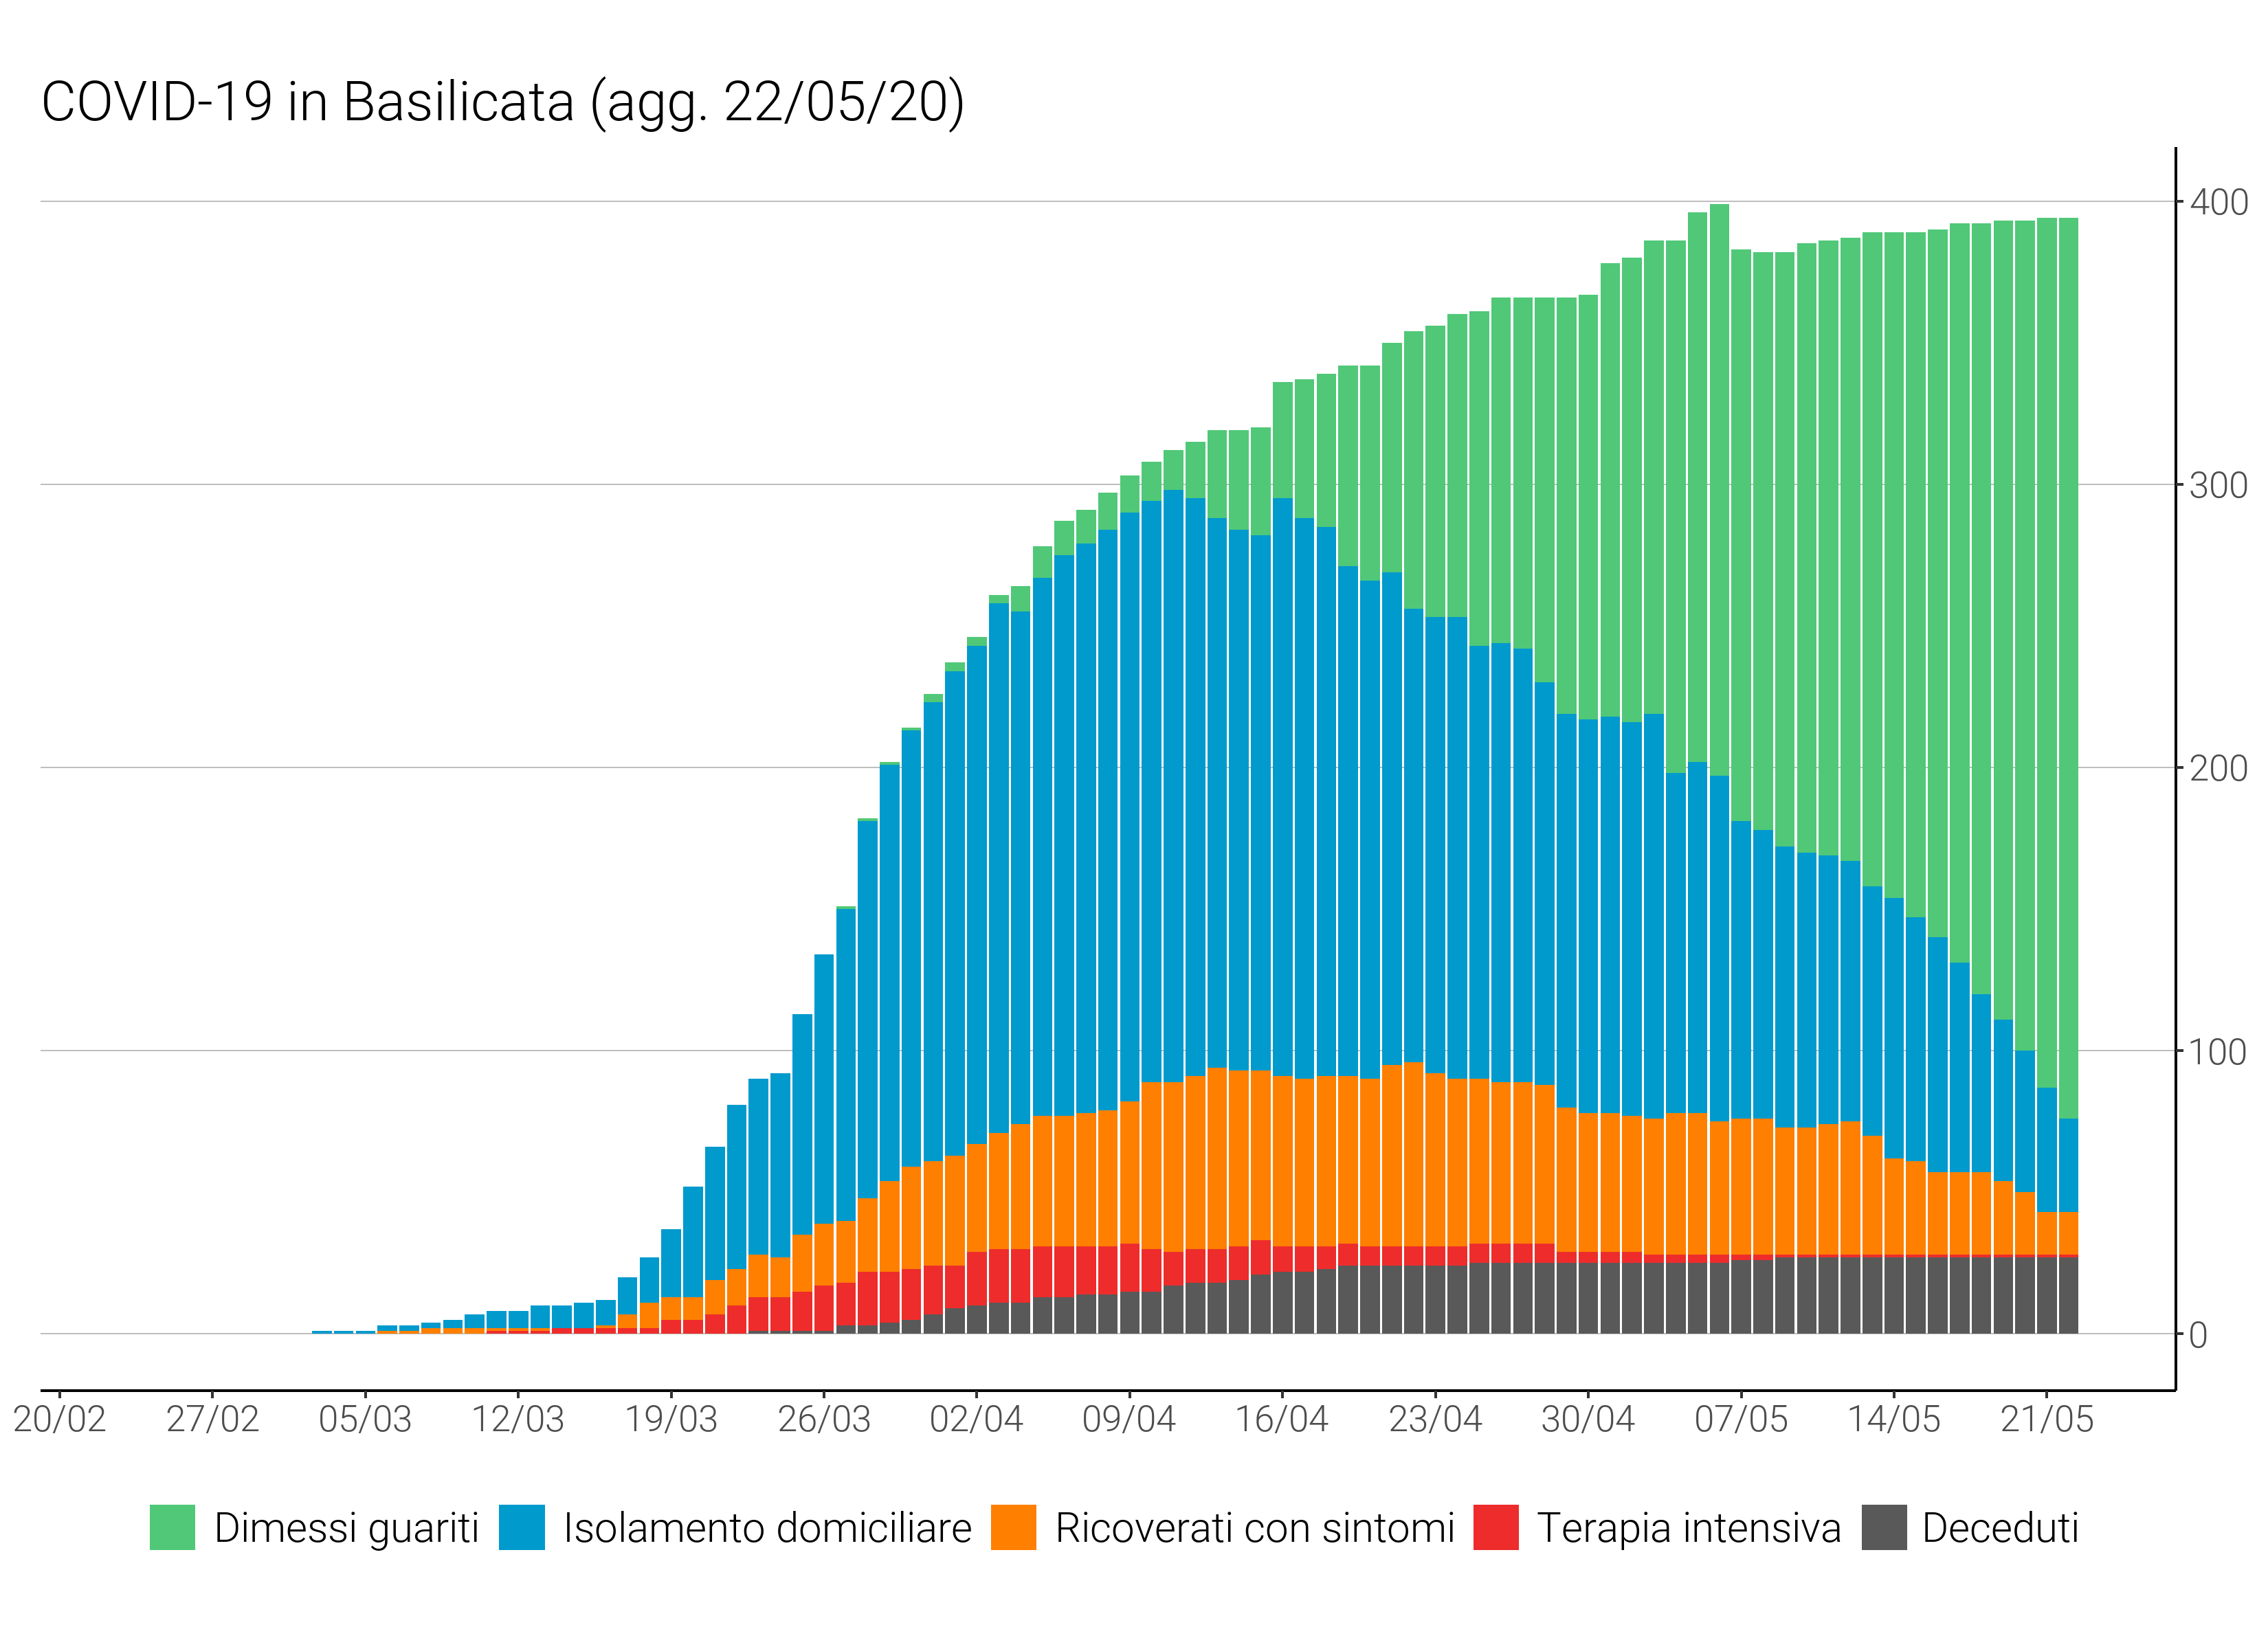 COVID-19 in Basilicata (agg. 22/05/20)
400
300
200
100
0
20/02 27/02 05/03 12/03 19/03 26/03 02/04 09/04 16/04 23/04 30/04 07/05 14/05 21/05
Dimessi guariti Isolamento domiciliare Ricoverati con sintomi Terapia intensiva Deceduti